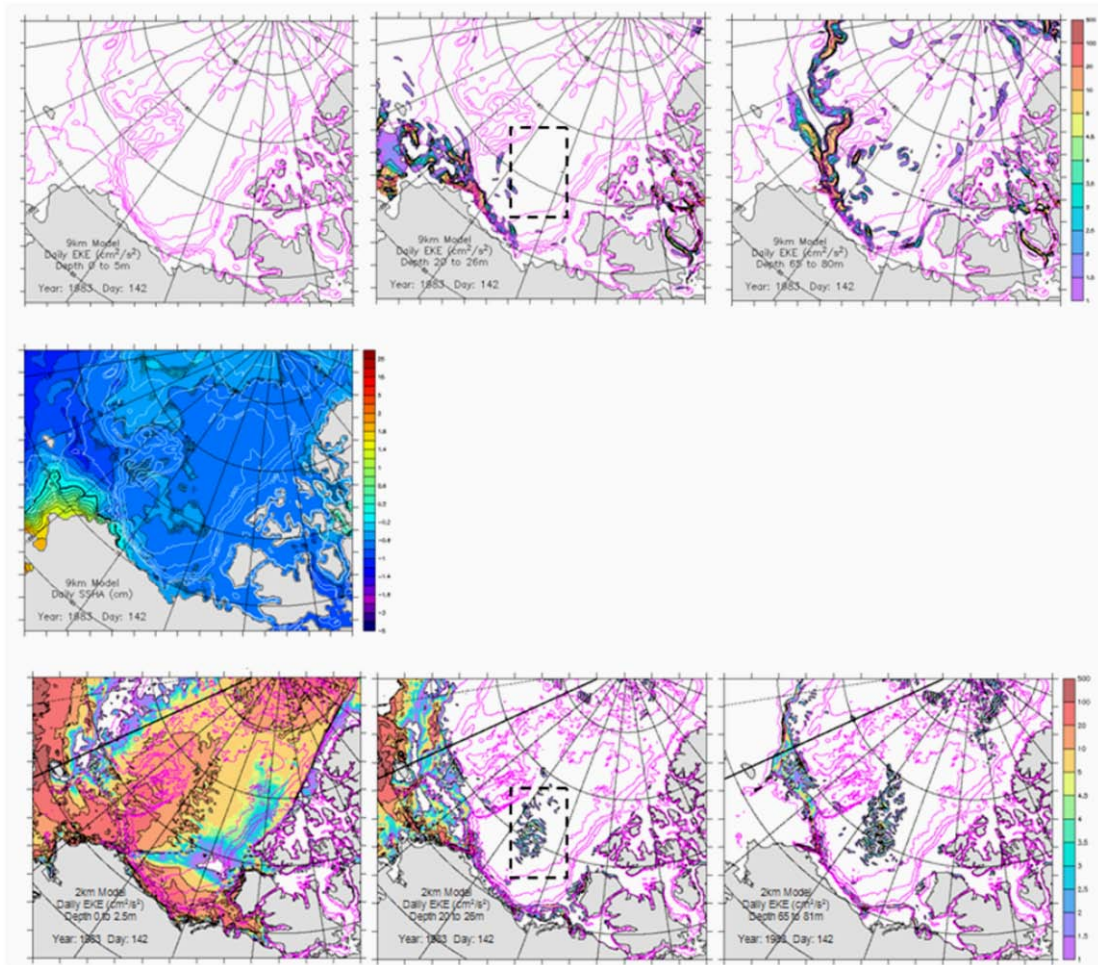 9km Model
Daily EKE (cm²/s²)
Depth 0 to 5m
Year: 1983 Day: 142
9km Model
Daily EKE (cm²/s²)
Depth 20 to 26m
Year: 1983 Day: 142
9km Model
Daily EKE (cm²/s²)
Depth 65 to 80m
Year: 1983 Day: 142
500
100
20
10
5
4.5
4
3.5
3
2.5
2
1.5
1
9km Model
Daily SSHA (cm)
Year: 1983 Day: 142
2km Model
Daily EKE (cm²/s²)
Depth 0 to 2.5m
Year: 1983 Day: 142
2km Model
Daily EKE (cm²/s²)
Depth 20 to 26m
Year: 1983 Day: 142
2km Model
Daily EKE (cm²/s²)
Depth 65 to 81m
Year: 1983 Day: 142
500
100
20
10
5
4.5
4
3.5
3
2.5
2
1.5
1